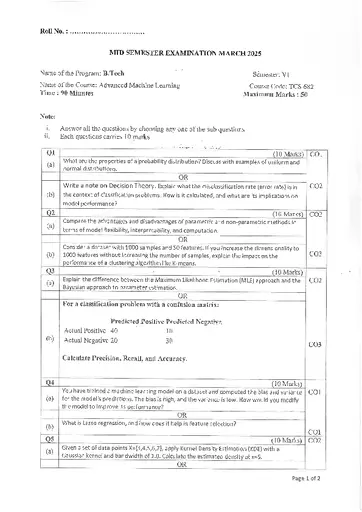 Roll No. : ................................
MID SEMESTER EXAMINATION MARCH 2025
Name of the Program: B.Tech Semester: VI
Name of the Course: Advanced Machine Learning Course Code: TCS-682
Time : 90 Minutes Maximum Marks : 50
Note:
i. Answer all the questions by choosing any one of the sub questions
ii. Each question carries 10 marks
Q1 (10 Marks) CO1
(a) What are the properties of a probability distribution? Discuss with examples of uniform and
normal distributions.
OR
(b) Write a note on Decision Theory. Explain what the misclassification rate (error rate) is in CO2
the context of classification problems. How is it calculated, and what are its implications on
model performance?
Q2 (10 Marks) CO2
(a) Compare the advantages and disadvantages of parametric and non-parametric methods in
terms of model flexibility, interpretability, and computation.
OR
(b) Consider a dataset with 1000 samples and 50 features. If you increase the dimensionality to
1000 features without increasing the number of samples, explain the impact on the CO2
performance of a clustering algorithm like K-means.
Q3 (10 Marks) CO2
(a) Explain the difference between the Maximum Likelihood Estimation (MLE) approach and the
Bayesian approach to parameter estimation.
OR
For a classification problem with a confusion matrix:
Predicted Positive Predicted Negative
Actual Positive 40 10
(b) Actual Negative 20 30
CO3
Calculate Precision, Recall, and Accuracy.
Q4 (10 Marks)
(a) You have trained a machine learning model on a dataset and computed the bias and variance CO1
for the model's predictions. The bias is high, and the variance is low. How would you modify
the model to improve its performance?
OR
(b) What is Lasso regression, and how does it help in feature selection?
CO1
Q5 (10 Marks) CO2
(a) Given a set of data points X=[3,4,5,6,7], apply Kernel Density Estimation (KDE) with a
Gaussian kernel and bandwidth of 1.0. Calculate the estimated density at x=5.
OR
Page 1 of 2